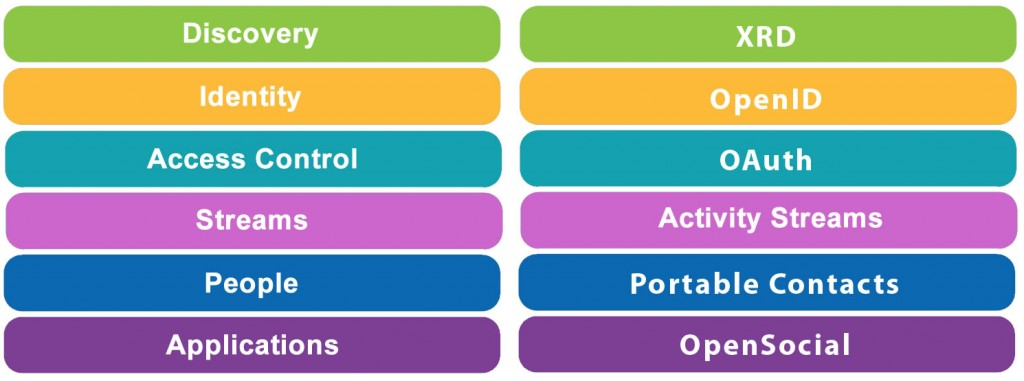 Discovery
XRD
Identity
OpenID
Access Control
OAuth
Streams
Activity Streams
People
Portable Contacts
Applications
OpenSocial